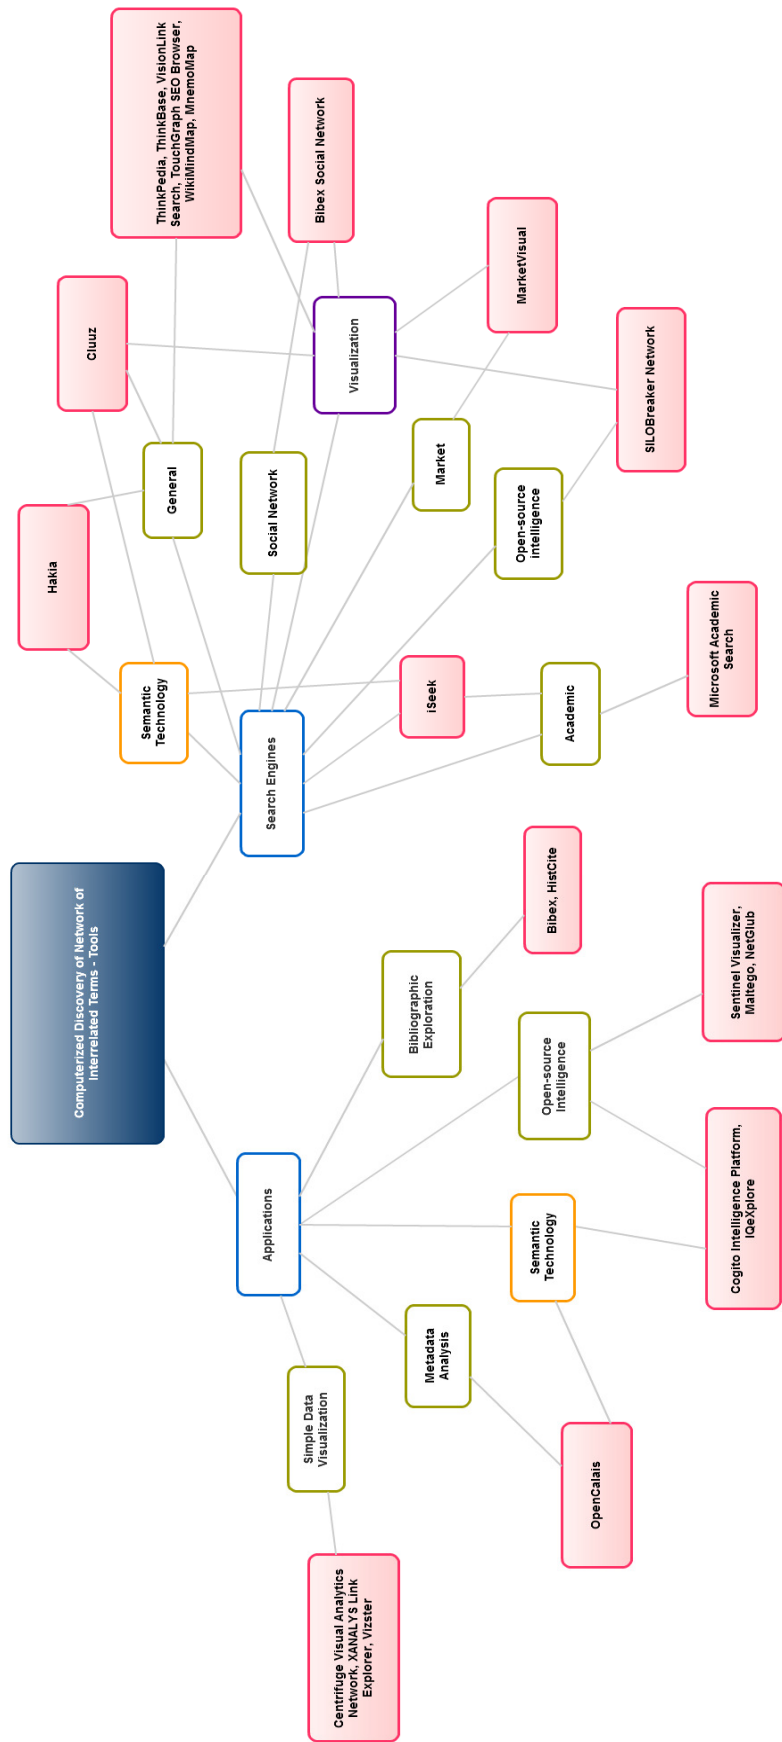 Computerized Discovery of Network of
Interrelated Terms - Tools
Applications
Search Engines
Simple Data
Visualization
Metadata
Analysis
Semantic
Technology
Open-source
Intelligence
Bibliographic
Exploration
Centrifuge Visual Analytics
Network, XANALYS Link
Explorer, Vizster
OpenCalais
Cogito Intelligence Platform,
IQeXplore
Sentinel Visualizer,
Maltego, NetGlub
Bibex, HistCite
Semantic
Technology
General
Social Network
Visualization
Market
Open-source
intelligence
Academic
iSeek
Hakia
Cluuz
ThinkPedia, ThinkBase, VisionLink
Search, TouchGraph SEO Browser,
WikiMindMap, MnemoMap
Bibex Social Network
MarketVisual
SILOBreaker Network
Microsoft Academic
Search